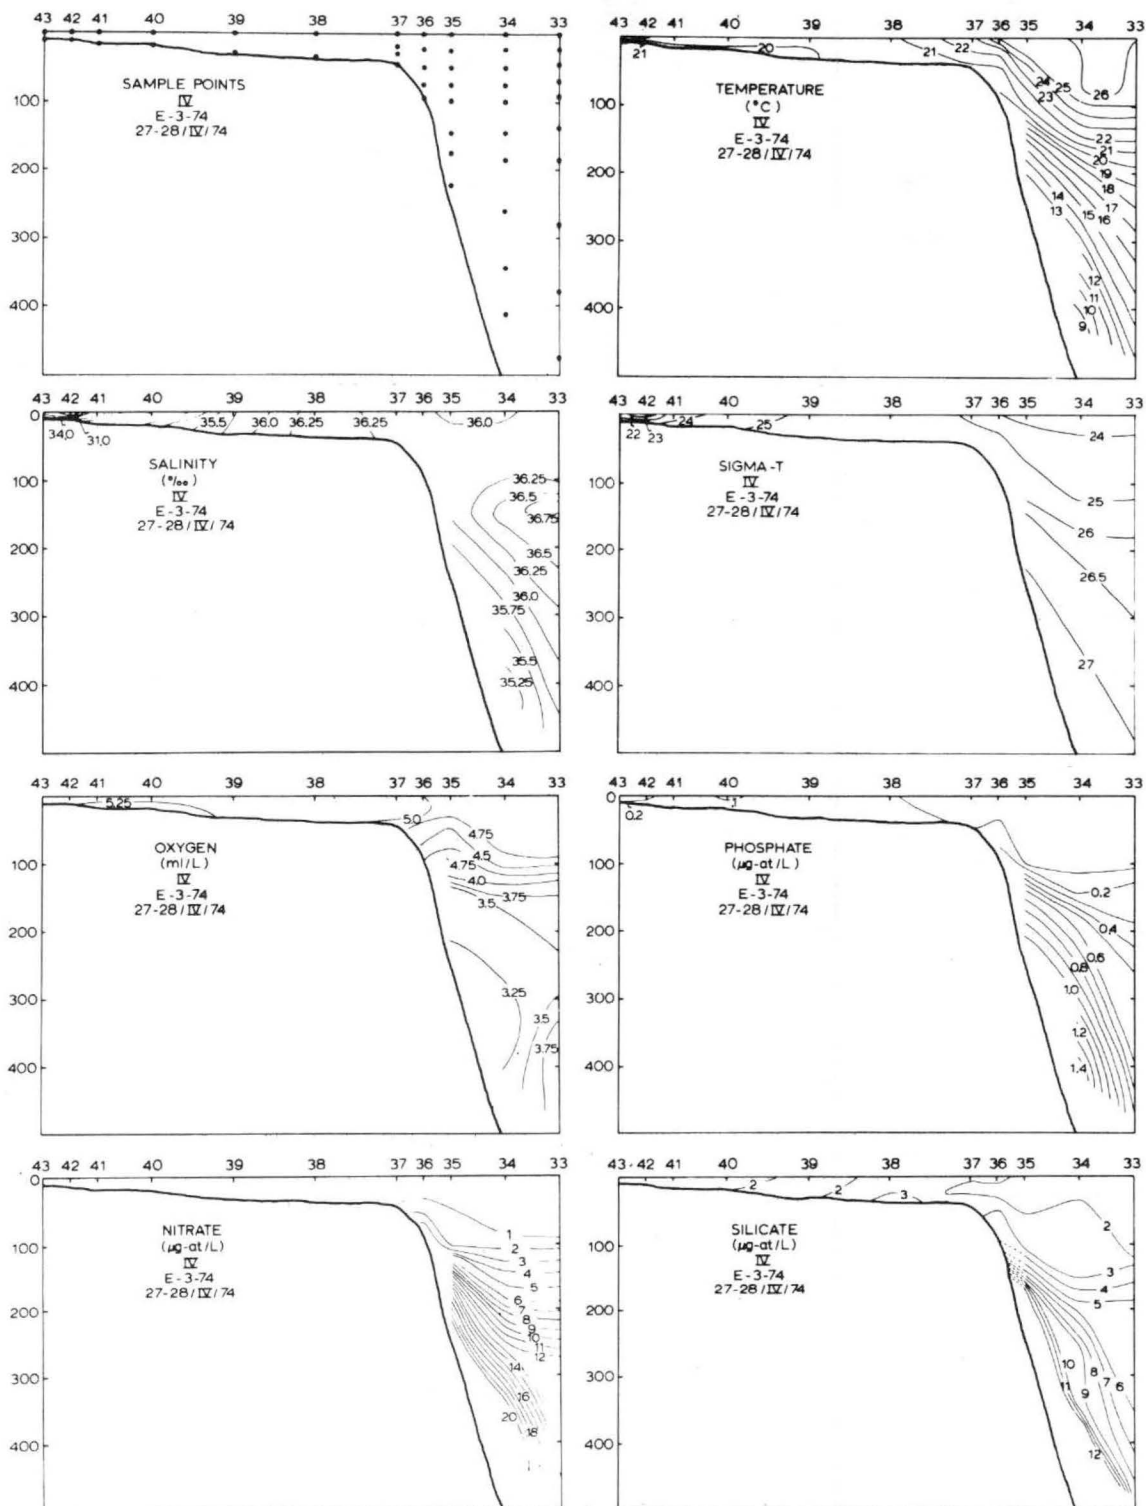 43 42 41 40 39 38 37 36 35 34 33
SAMPLE POINTS
IV
E-3-74
27-28/IV/74
100
200
300
400
43 42 41 40 39 38 37 36 35 34 33
21 20 21 22 24 25 23 26
TEMPERATURE
(°C)
IV
E-3-74
27-28/IV/74
22
21
20
19
18
17
16
15
14
13
12
11
10
9
100
200
300
400
43 42 41 40 39 38 37 36 35 34 33
0
34.0 31.0 35.5 36.0 36.25 36.25 36.0
SALINITY
(‰)
IV
E-3-74
27-28/IV/74
36.25
36.5
36.75
36.5
36.25
36.0
35.75
35.5
35.25
100
200
300
400
43 42 41 40 39 38 37 36 35 34 33
22 23 24 25 24
SIGMA-T
IV
E-3-74
27-28/IV/74
25
26
26.5
27
100
200
300
400
43 42 41 40 39 38 37 36 35 34 33
0
5.25 5.0 4.75
OXYGEN
(ml/L)
IV
E-3-74
27-28/IV/74
4.5
4.75
4.0
3.75
3.5
3.25
3.5
3.75
100
200
300
400
43 42 41 40 39 38 37 36 35 34 33
0
0.2 .1
PHOSPHATE
(µg-at/L)
IV
E-3-74
27-28/IV/74
0.2
0.4
0.6
0.8
1.0
1.2
1.4
100
200
300
400
43 42 41 40 39 38 37 36 35 34 33
0
NITRATE
(µg-at/L)
IV
E-3-74
27-28/IV/74
1
2
3
4
5
6
7
8
9
10
11
12
14
16
20
18
100
200
300
400
43 42 41 40 39 38 37 36 35 34 33
0
2 2 3 2
SILICATE
(µg-at/L)
IV
E-3-74
27-28/IV/74
3
4
5
10 8
11 9 7 6
12
100
200
300
400